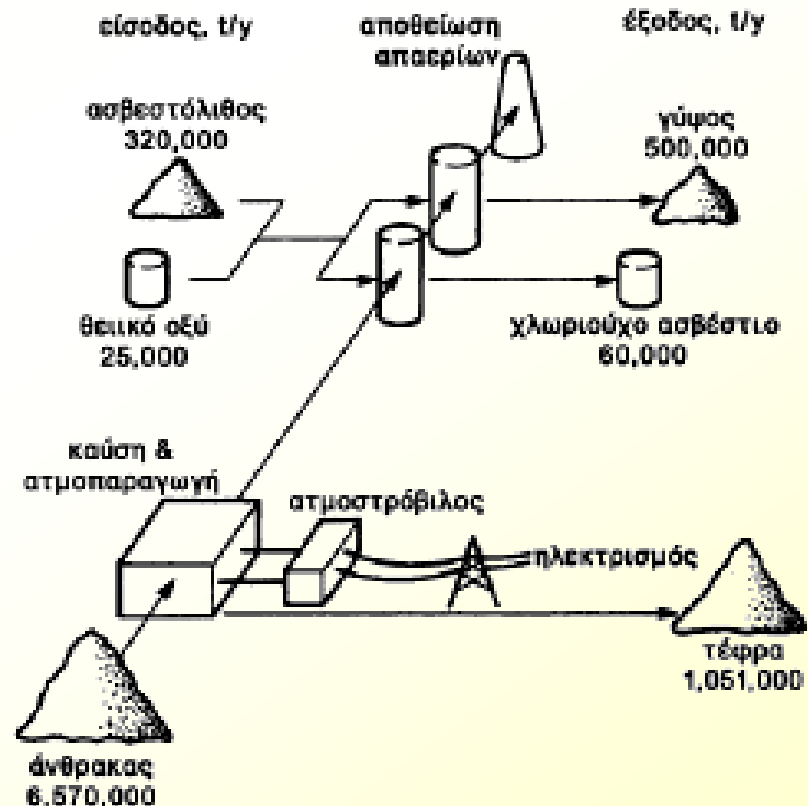 είσοδος, t/y
αποθείωση
απαερίων
έξοδος, t/y
ασβεστόλιθος
320,000
γύψος
500,000
θειικό οξύ
25,000
χλωριούχο ασβέστιο
60,000
καύση &
ατμοπαραγωγή
ατμοστρόβιλος
ηλεκτρισμός
τέφρα
1,051,000
άνθρακας
6,570,000